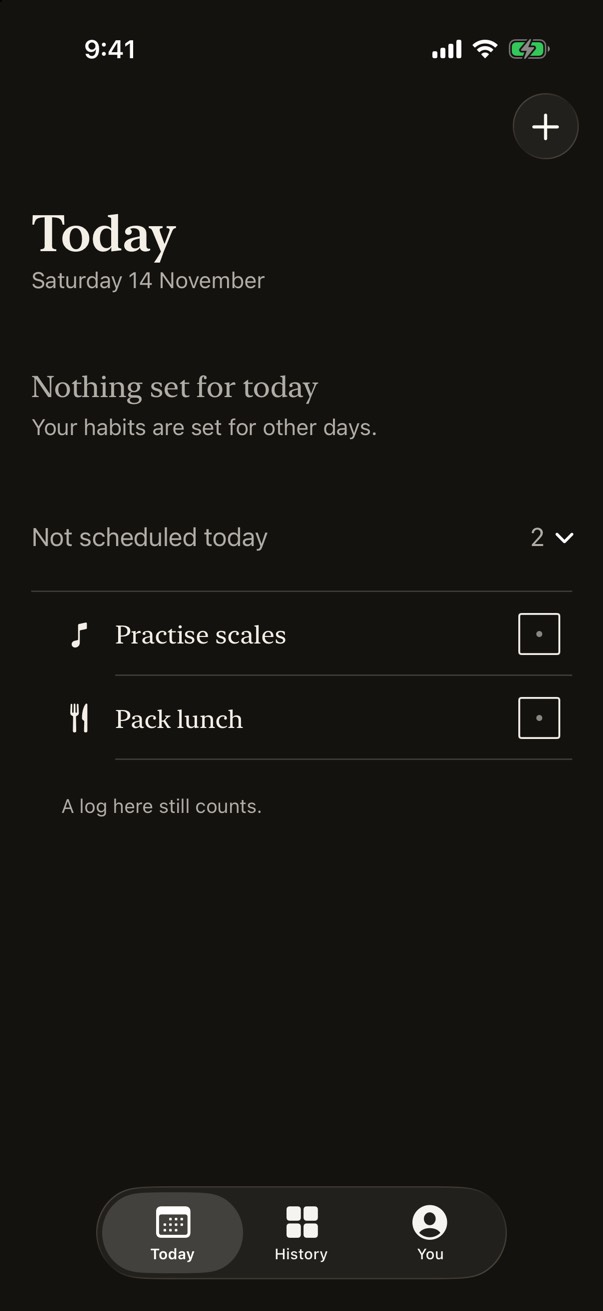 9:41
Today
Saturday 14 November
Nothing set for today
Your habits are set for other days.
Not scheduled today 2
Practise scales
Pack lunch
A log here still counts.
Today History You